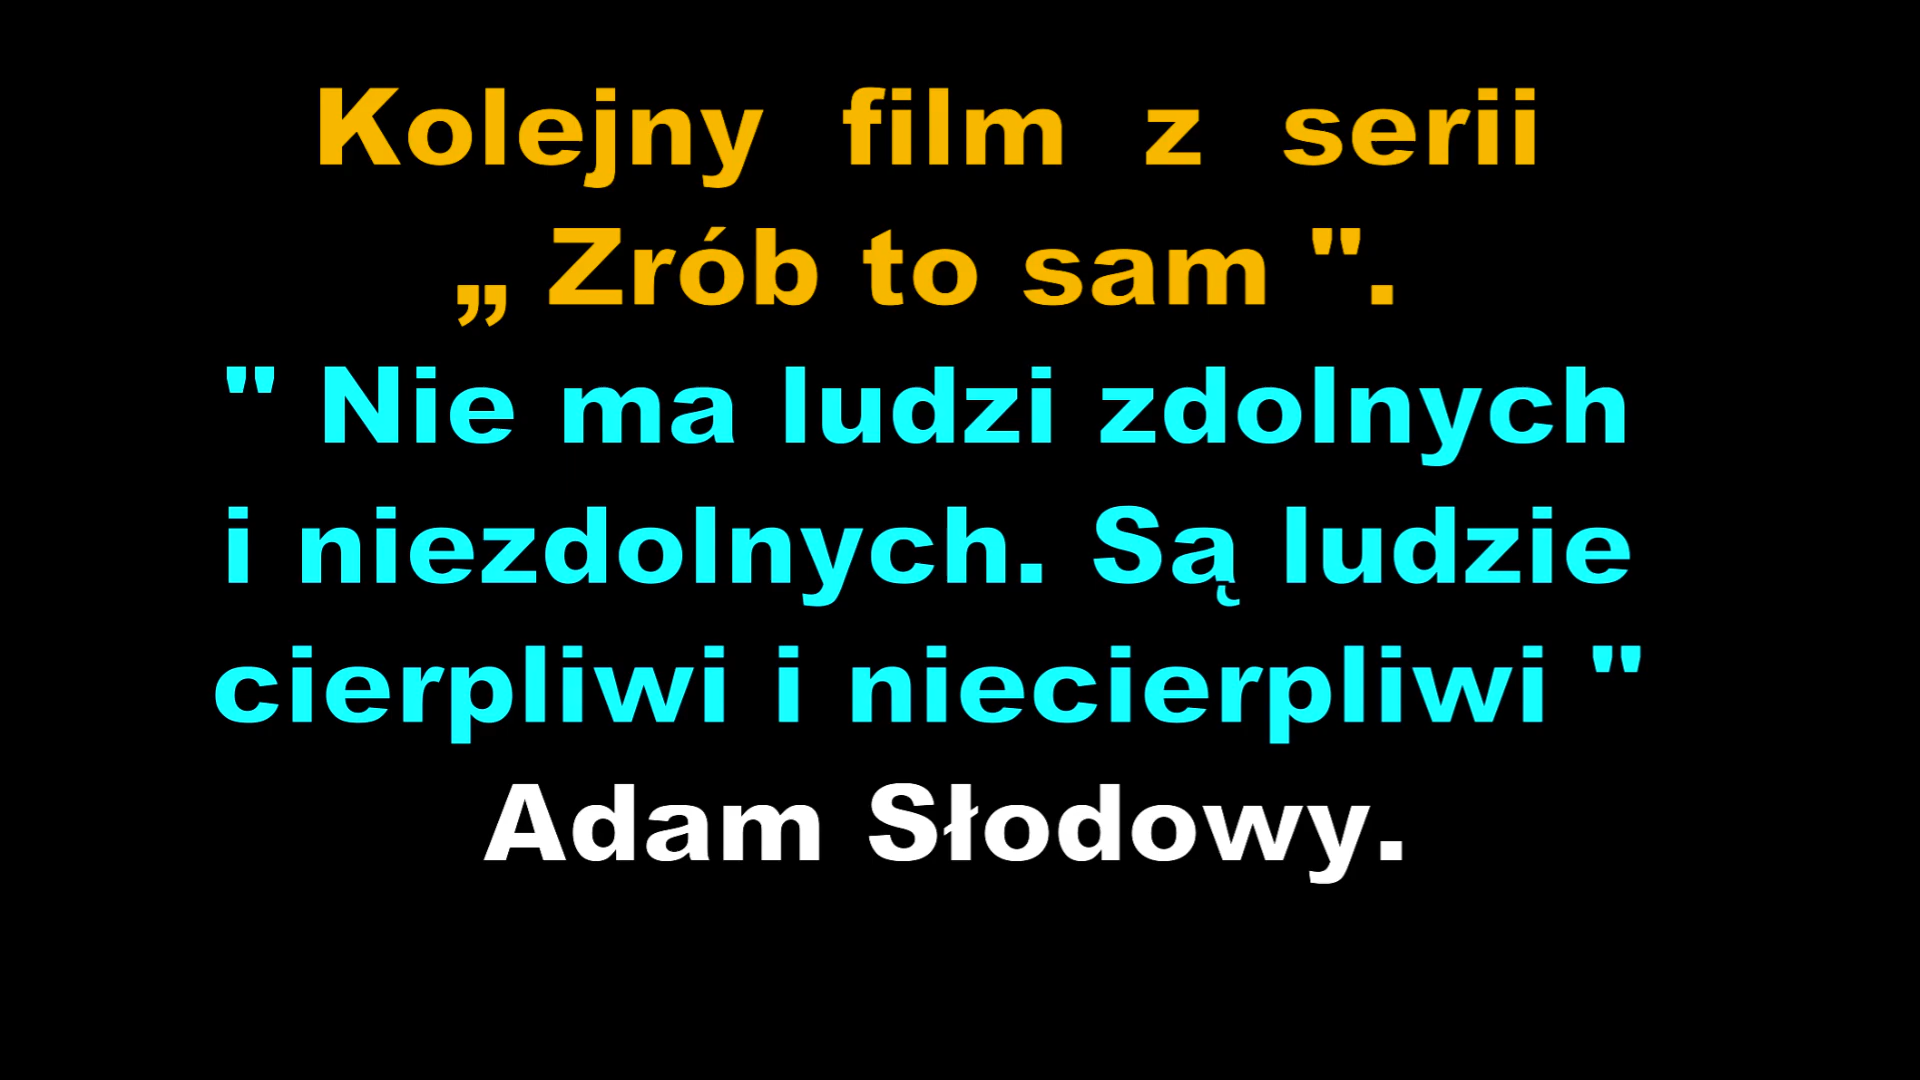 Kolejny film z serii
„ Zrób to sam ".
" Nie ma ludzi zdolnych
i niezdolnych. Są ludzie
cierpliwi i niecierpliwi "
Adam Słodowy.